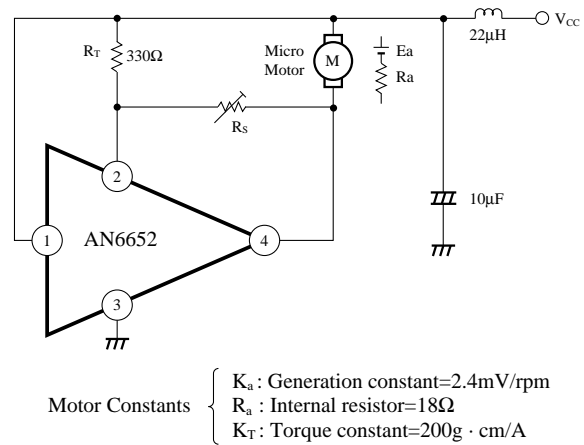 V_CC
22μH
R_T
330Ω
Micro
Motor
M
Ea
Ra
R_S
2
1
AN6652
4
3
10μF
Motor Constants
K_a : Generation constant=2.4mV/rpm
R_a : Internal resistor=18Ω
K_T : Torque constant=200g · cm/A